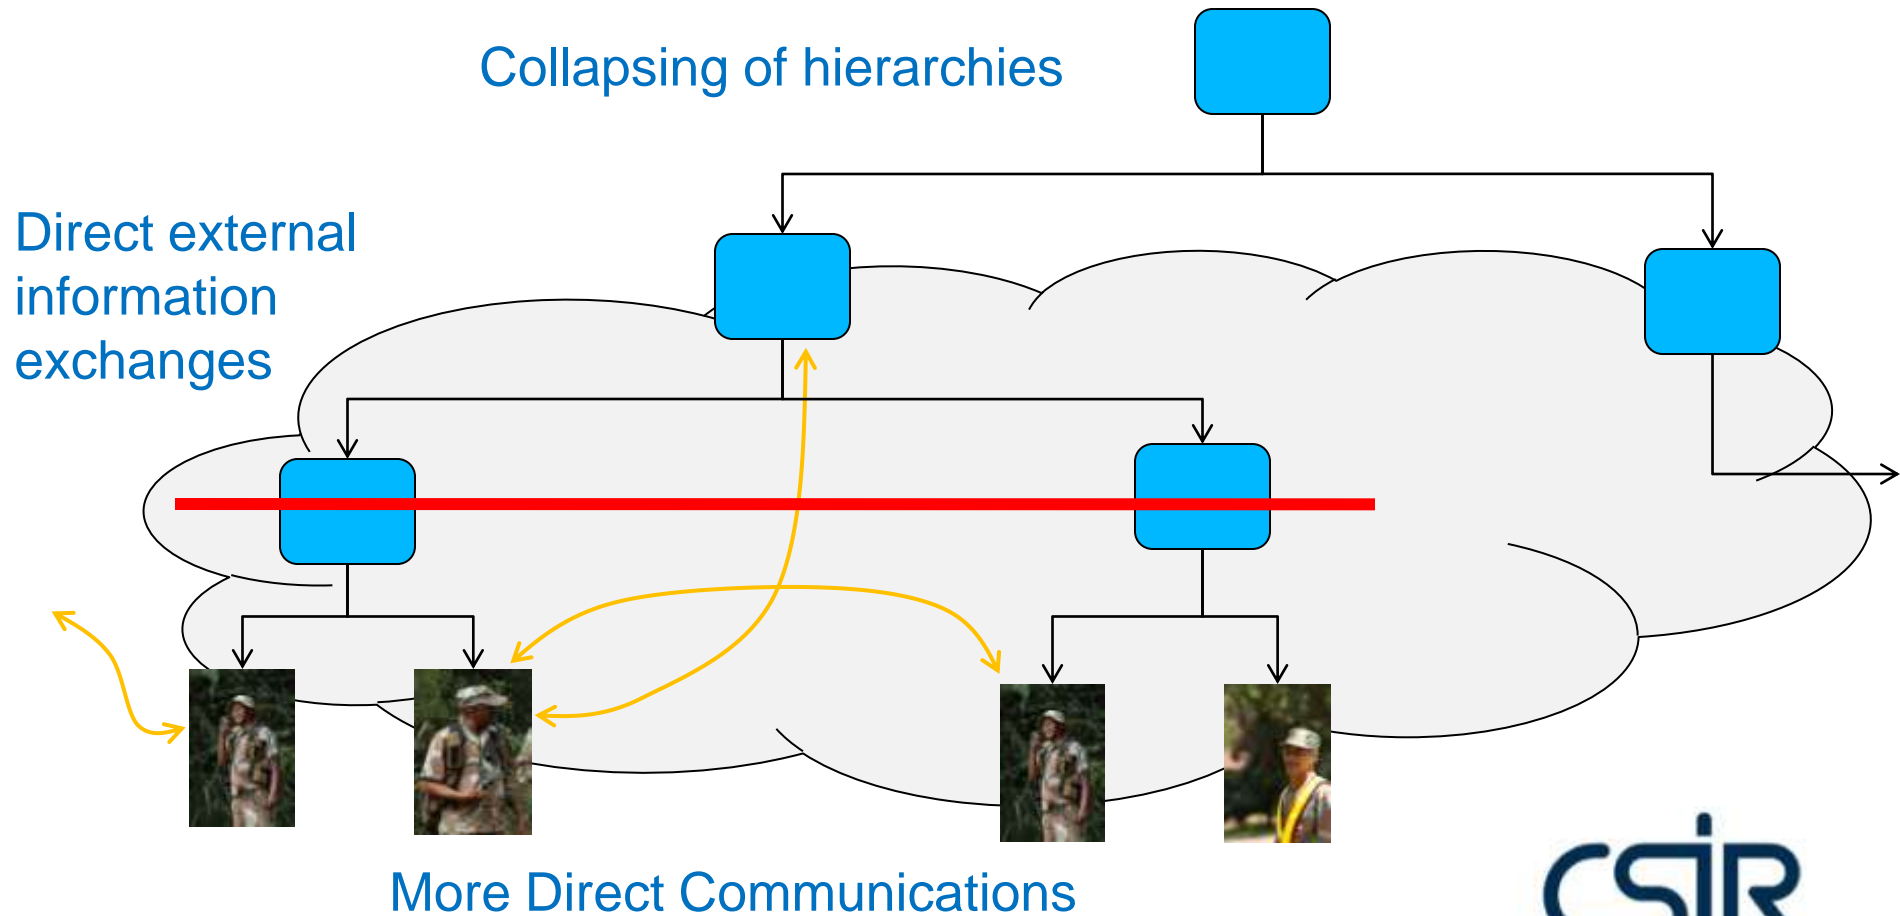 Collapsing of hierarchies
Direct external
information
exchanges
More Direct Communications
CSIR